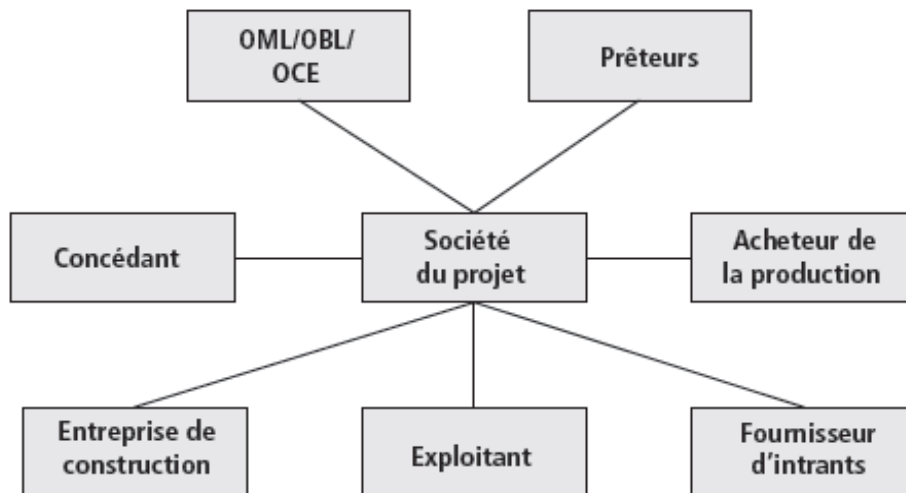 OML/OBL/
OCE
Prêteurs
Concédant
Société
du projet
Acheteur de
la production
Entreprise de
construction
Exploitant
Fournisseur
d'intrants